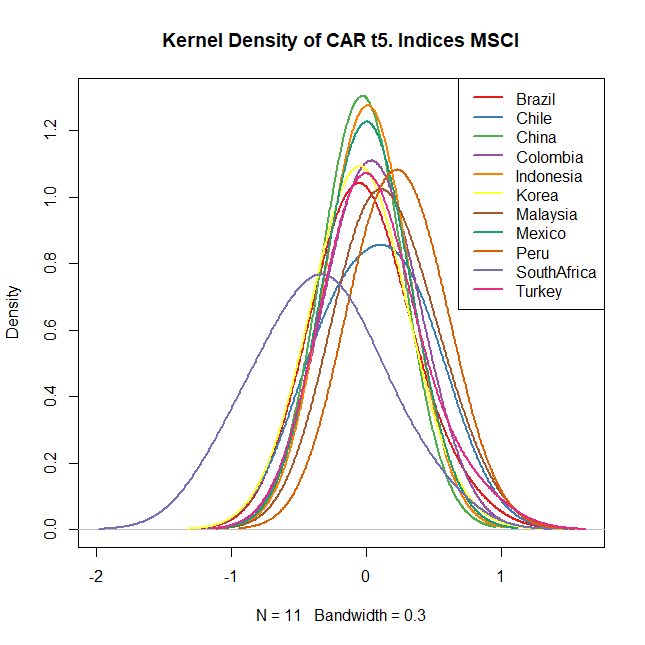 Kernel Density of CAR t5. Indices MSCI
Brazil
Chile
China
Colombia
Indonesia
Korea
Malaysia
Mexico
Peru
SouthAfrica
Turkey
Density
1.2
1.0
0.8
0.6
0.4
0.2
0.0
-2 -1 0 1
N = 11 Bandwidth = 0.3